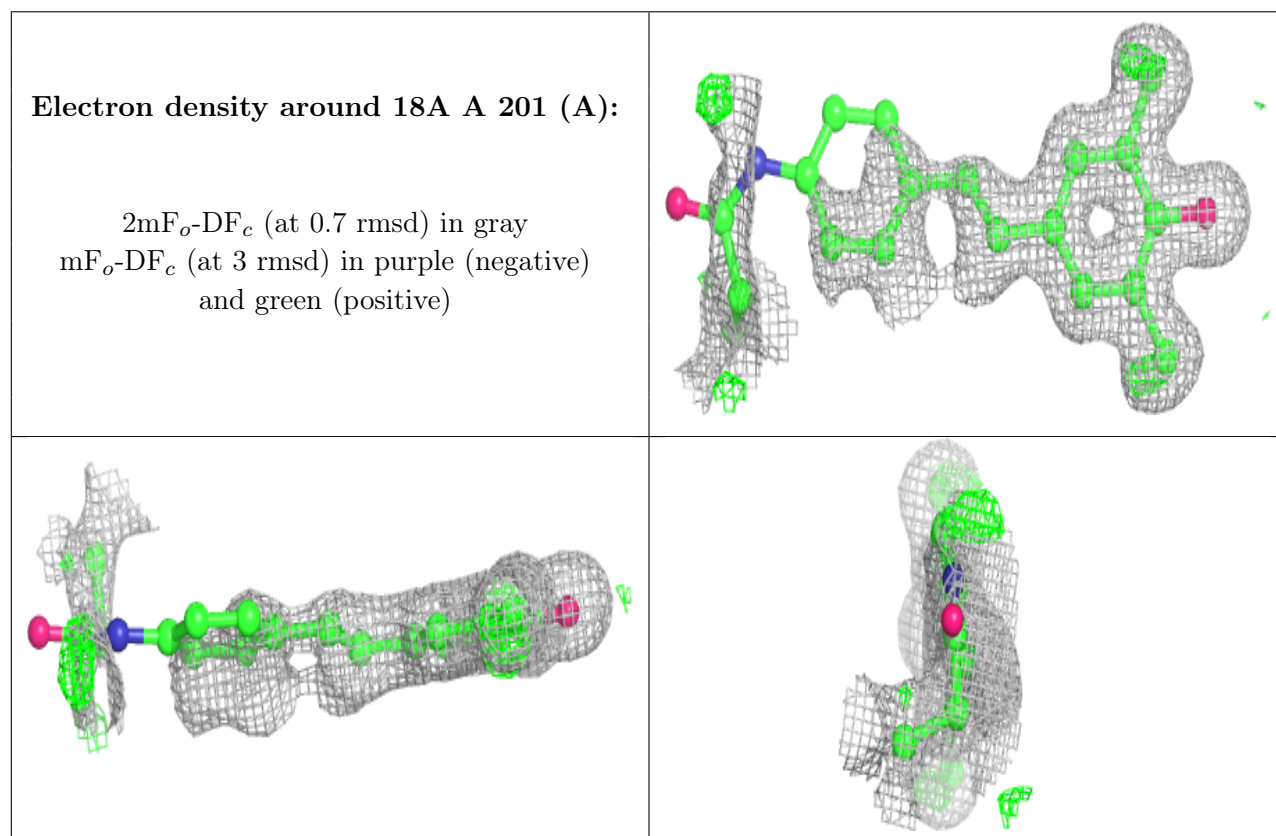 Electron density around 18A A 201 (A):
2mFₒ-DF𝒸 (at 0.7 rmsd) in gray
mFₒ-DF𝒸 (at 3 rmsd) in purple (negative)
and green (positive)